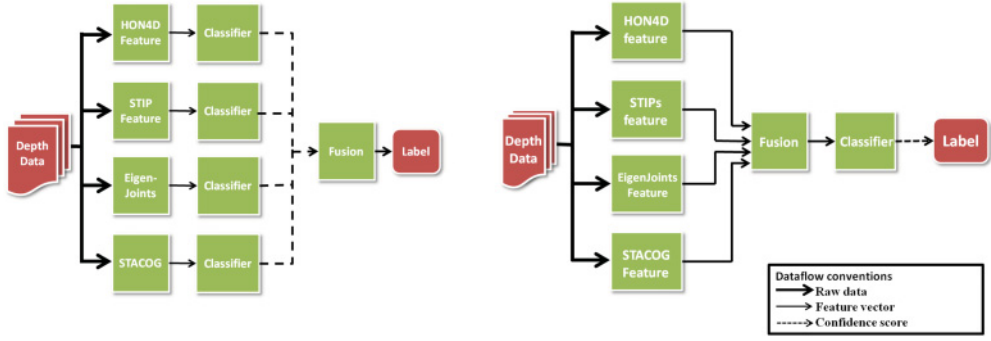 Depth
Data
HON4D
Feature
Classifier
STIP
Feature
Classifier
Eigen-
Joints
Classifier
STACOG
Classifier
Fusion
Label
Depth
Data
HON4D
feature
STIPs
feature
EigenJoints
Feature
STACOG
Feature
Fusion
Classifier
Label
Dataflow conventions
Raw data
Feature vector
Confidence score